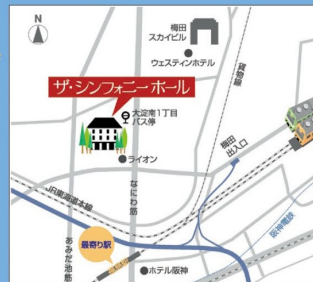 N
梅田
スカイビル
ウェスティンホテル
ザ・シンフォニーホール
大淀南1丁目
バス停
貨物線
梅田
出入口
ライオン
JR東海道本線
なにわ筋
あみだ池筋
最寄り駅
ホテル阪神
阪神電鉄